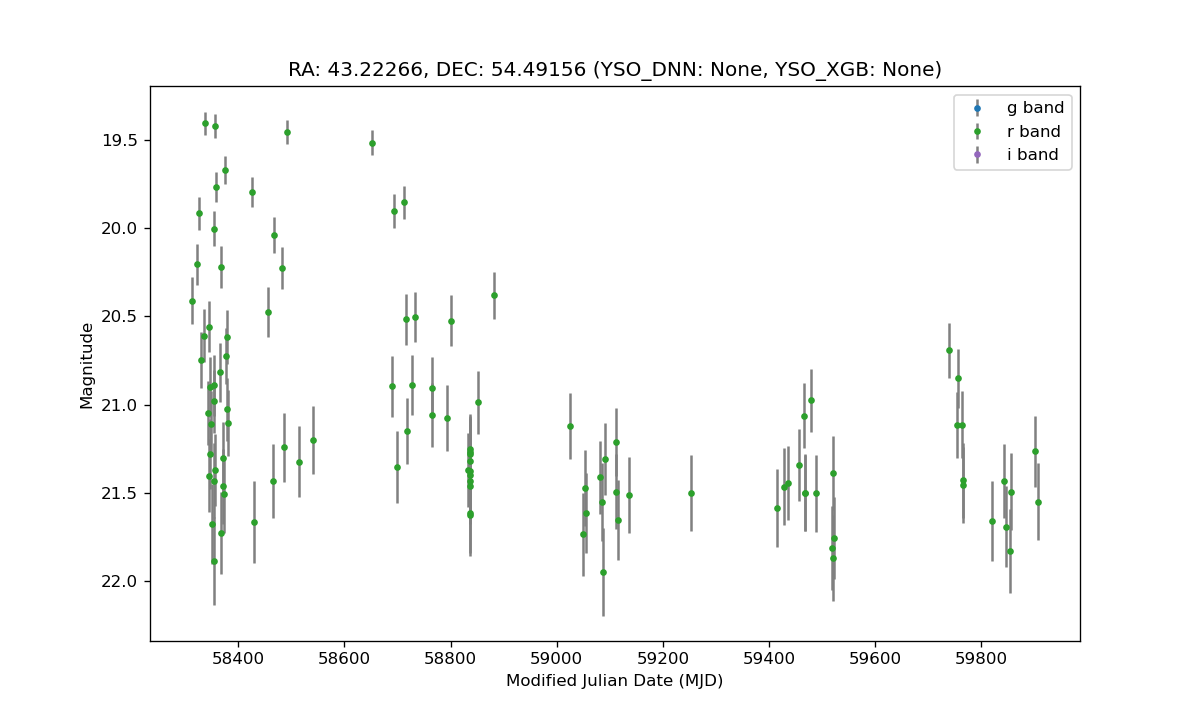 RA: 43.22266, DEC: 54.49156 (YSO_DNN: None, YSO_XGB: None)
g band
r band
i band
19.5
20.0
20.5
21.0
21.5
22.0
Magnitude
58400 58600 58800 59000 59200 59400 59600 59800
Modified Julian Date (MJD)